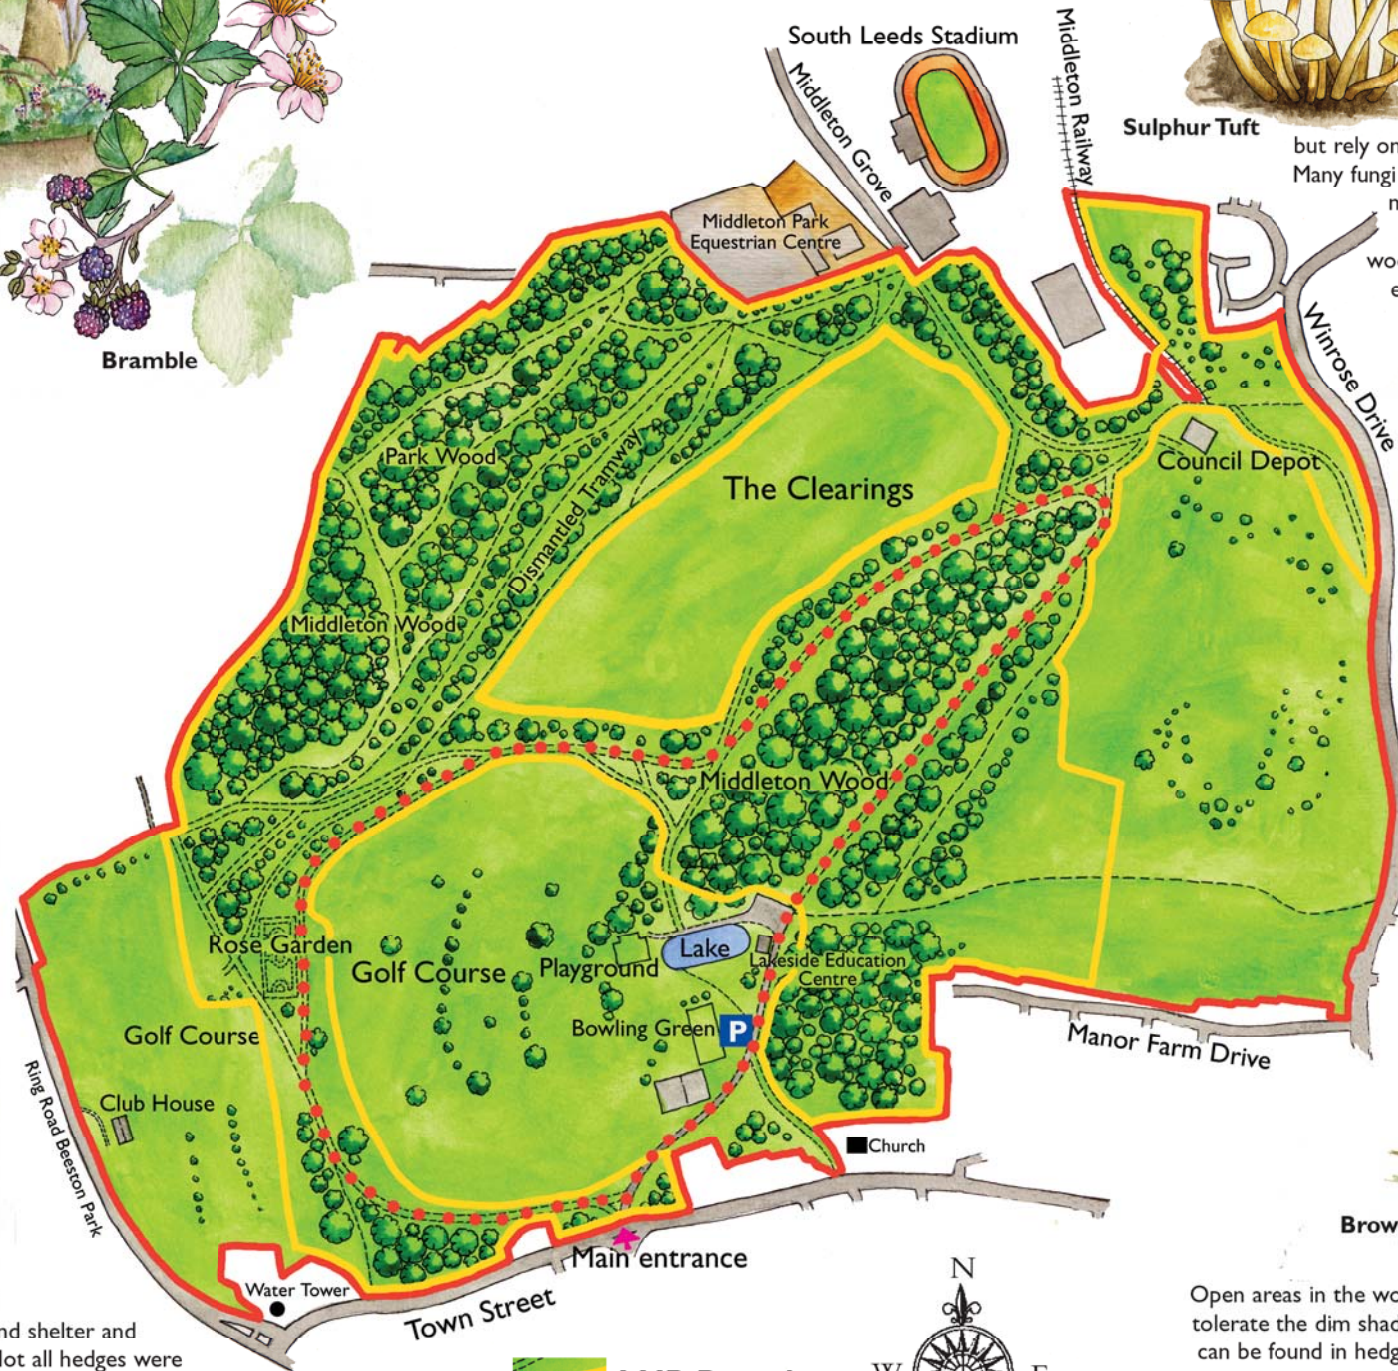 South Leeds Stadium
Middleton Railway
Middleton Grove
Sulphur Tuft
but rely on
Many fungi
Middleton Park
Equestrian Centre
Winrose Drive
Bramble
Park Wood
Council Depot
The Clearings
Dismantled Tramway
Middleton Wood
Middleton Wood
Rose Garden
Lake
Lakeside Education
Centre
Golf Course
Playground
Bowling Green
P
Golf Course
Manor Farm Drive
Ring Road Beeston Park
Club House
Church
Brow
Main entrance
N
Water Tower
Town Street
Open areas in the wo
tolerate the dim shad
can be found in hedg
nd shelter and
lot all hedges were
W
E